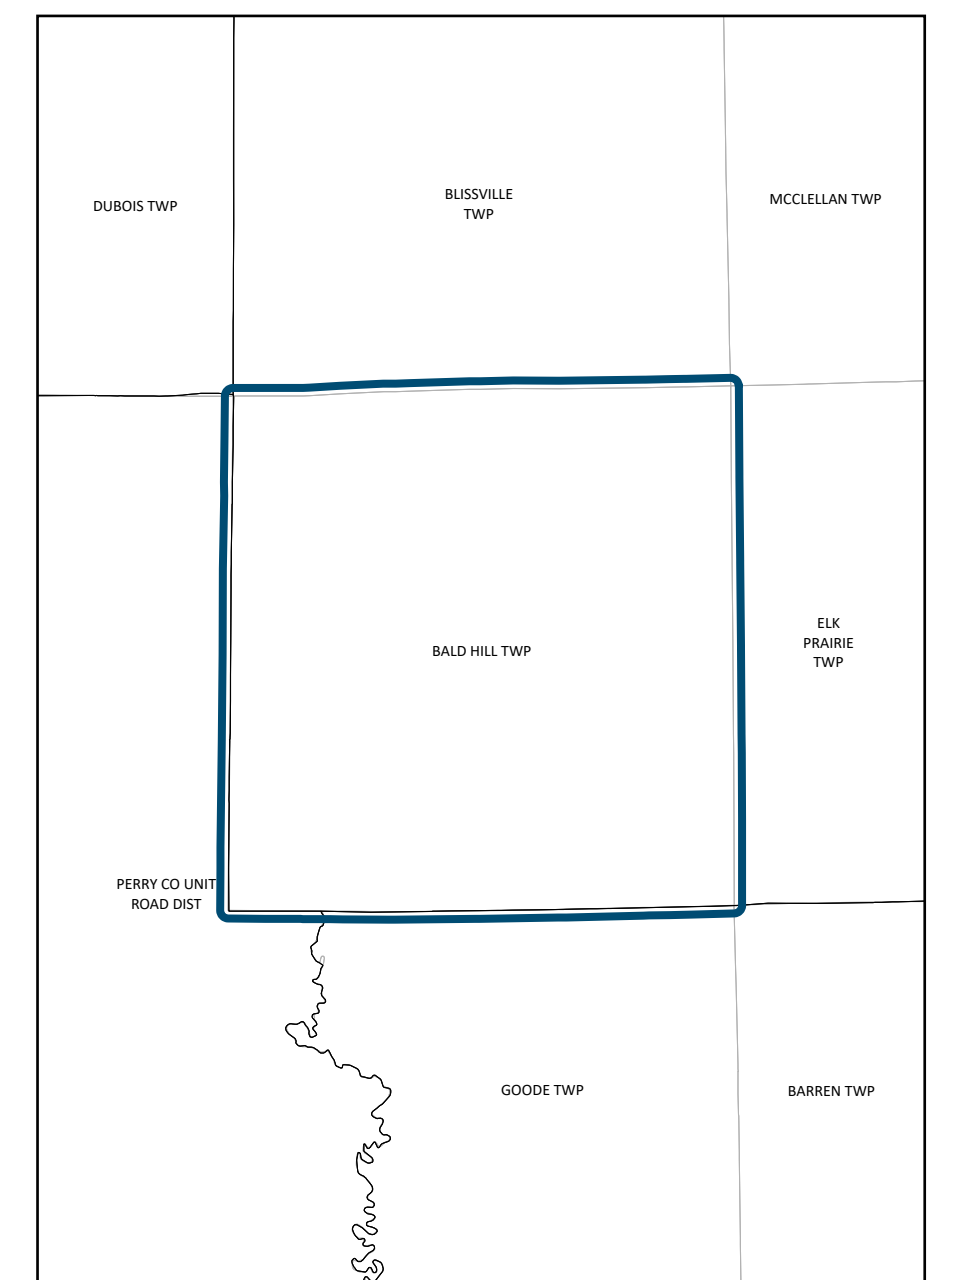 DUBOIS TWP
BLISSVILLE
TWP
MCCLELLAN TWP
BALD HILL TWP
ELK
PRAIRIE
TWP
PERRY CO UNIT
ROAD DIST
GOODE TWP
BARREN TWP